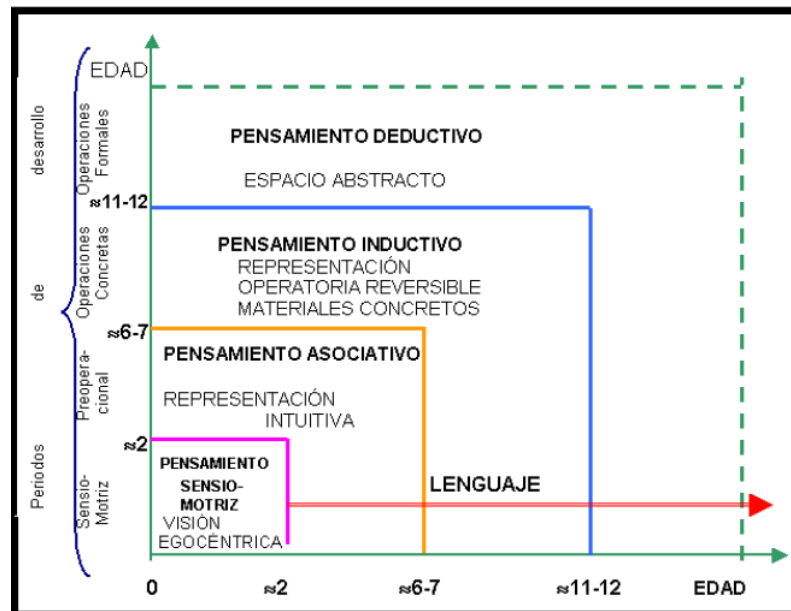 EDAD
PENSAMIENTO DEDUCTIVO
ESPACIO ABSTRACTO
≈11-12
PENSAMIENTO INDUCTIVO
REPRESENTACIÓN
OPERATORIA REVERSIBLE
MATERIALES CONCRETOS
≈6-7
PENSAMIENTO ASOCIATIVO
REPRESENTACIÓN
INTUITIVA
≈2
PENSAMIENTO
SENSIO-
MOTRIZ
VISIÓN
EGOCÉNTRICA
LENGUAJE
0
≈2
≈6-7
≈11-12
EDAD
Periodos
de
desarrollo
Sensio-
Motriz
Preopera-
cional
Operaciones
Concretas
Operaciones
Formales